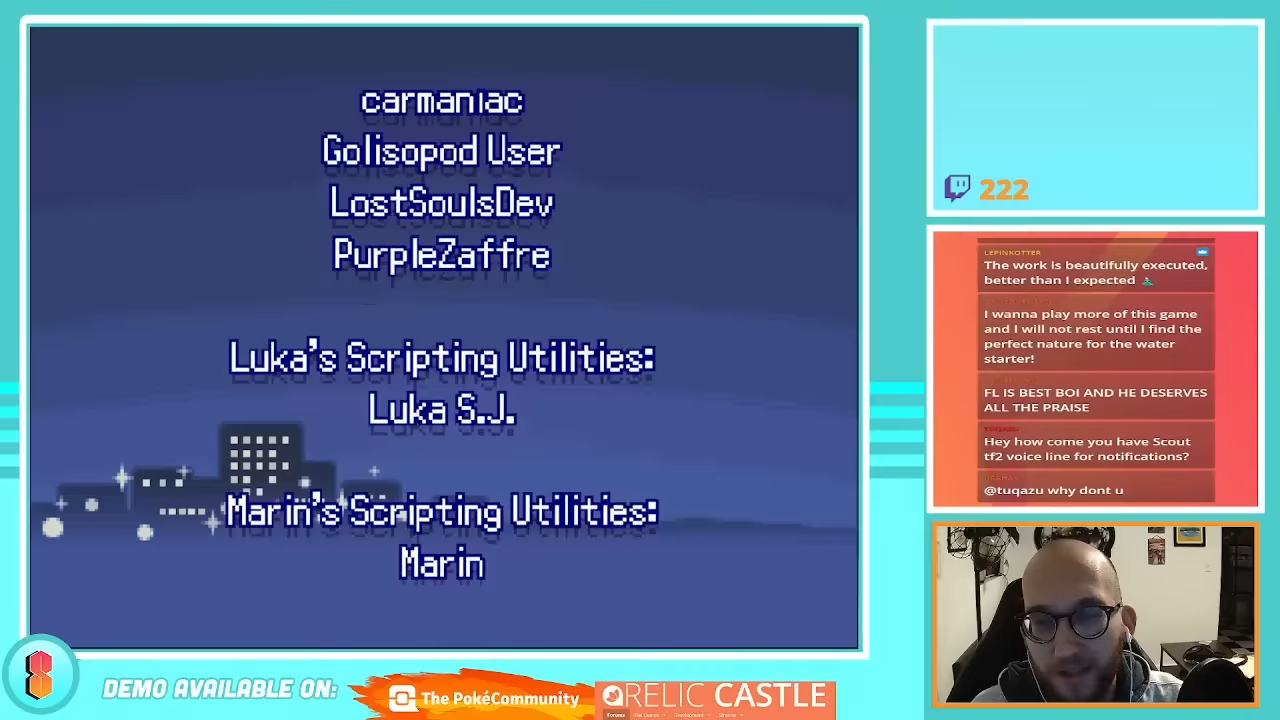 carmaniac
Golisopod User
LostSoulsDev
PurpleZaffre
Luka's Scripting Utilities:
Luka S.J.
Marin's Scripting Utilities:
Marin
222
LEPINKOTTER
The work is beautifully executed,
better than I expected
I wanna play more of this game
and I will not rest until I find the
perfect nature for the water
starter!
FL IS BEST BOI AND HE DESERVES
ALL THE PRAISE
Hey how come you have Scout
tf2 voice line for notifications?
@tuqazu why dont u
DEMO AVAILABLE ON:
The PokéCommunity
RELIC CASTLE
Forums